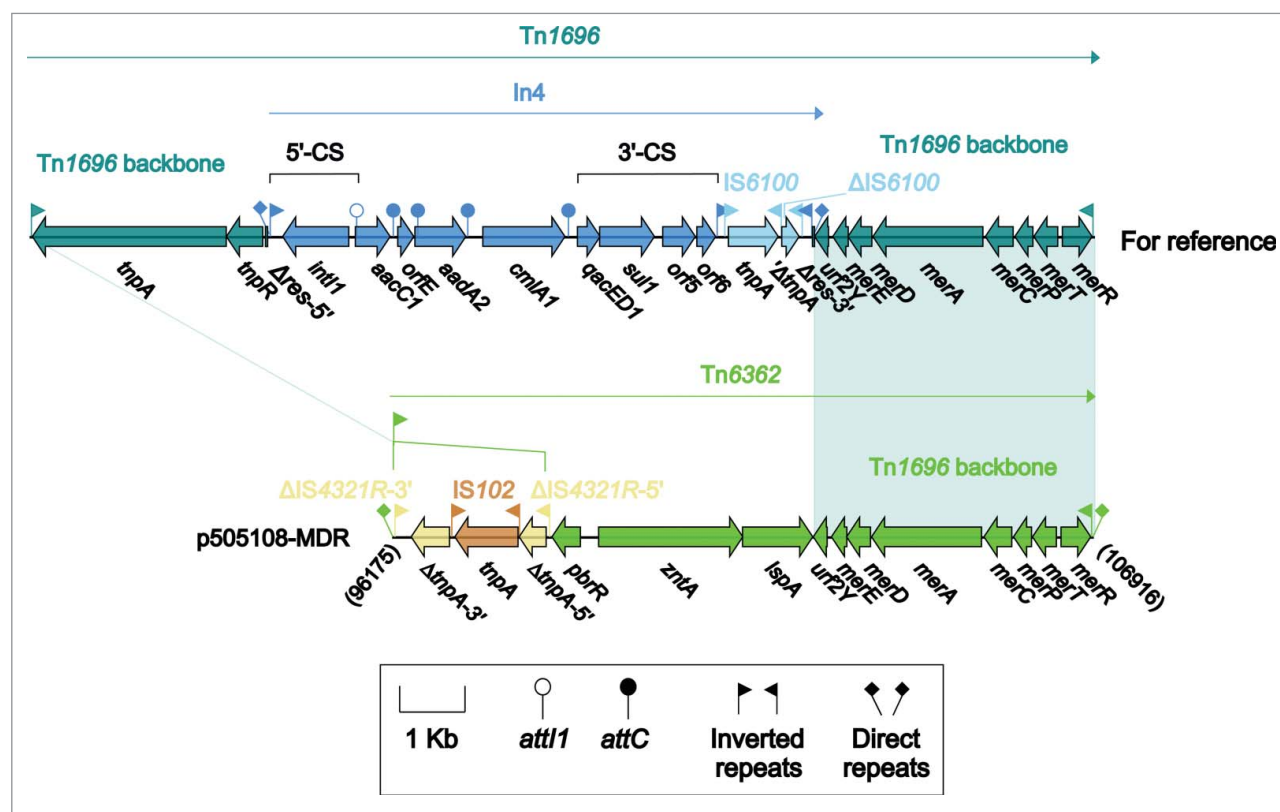 Tn1696
In4
Tn1696 backbone
5'-CS
3'-CS
Tn1696 backbone
IS6100
ΔIS6100
For reference
tnpA
tnpR
Δres-5'
intI1
aacC1
orfE
aadA2
cmlA1
qacED1
sul1
orf5
orf6
tnpA
'ΔtnpA
Δres-3'
urf2Y
merE
merD
merA
merC
merP
merT
merR
Tn6362
Tn1696 backbone
ΔIS4321R-3'
IS102
ΔIS4321R-5'
p505108-MDR
(96175)
ΔtnpA-3'
tnpA
ΔtnpA-5'
pbrR
zntA
lspA
urf2Y
merE
merD
merA
merC
merP
merT
merR
(106916)
1 Kb
attI1
attC
Inverted
repeats
Direct
repeats